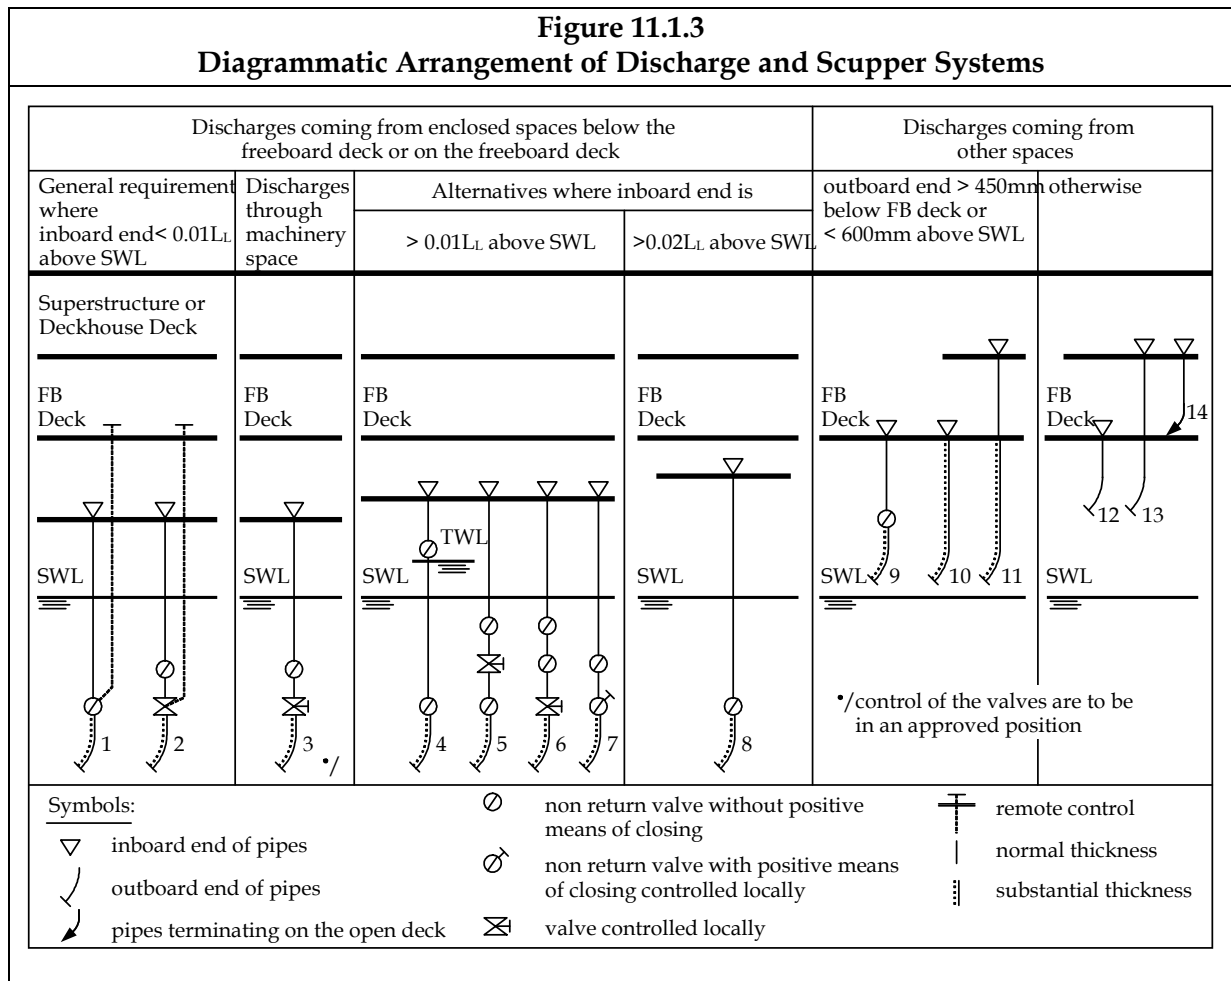 Figure 11.1.3
Diagrammatic Arrangement of Discharge and Scupper Systems
Discharges coming from enclosed spaces below the
freeboard deck or on the freeboard deck
Discharges coming from
other spaces
General requirement
where
inboard end< 0.01LL
above SWL
Discharges
through
machinery
space
Alternatives where inboard end is
> 0.01LL above SWL
>0.02LL above SWL
outboard end > 450mm
below FB deck or
< 600mm above SWL
otherwise
Superstructure or
Deckhouse Deck
FB
Deck
FB
Deck
FB
Deck
FB
Deck
FB
Deck
FB
Deck
14
12
13
TWL
SWL
SWL
SWL
SWL
SWL
9
10
11
SWL
1
2
3
•/
4
5
6
7
8
•/control of the valves are to be
in an approved position
Symbols:
inboard end of pipes
outboard end of pipes
pipes terminating on the open deck
non return valve without positive
means of closing
non return valve with positive means
of closing controlled locally
valve controlled locally
remote control
normal thickness
substantial thickness